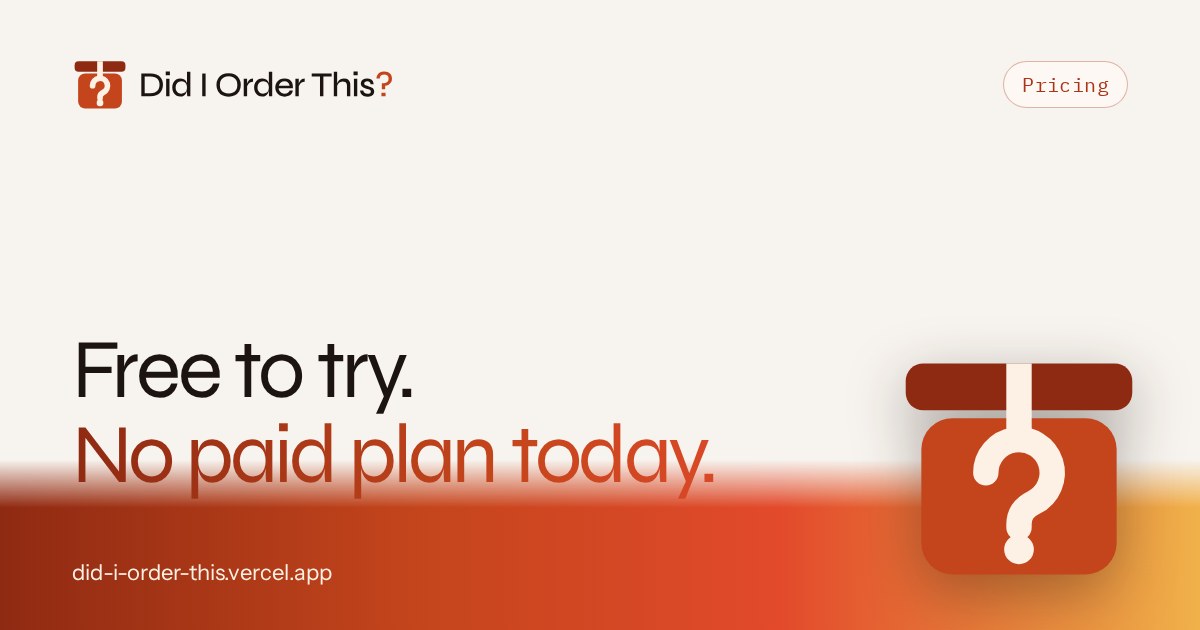 Did I Order This?
Pricing
Free to try.
No paid plan today.
did-i-order-this.vercel.app